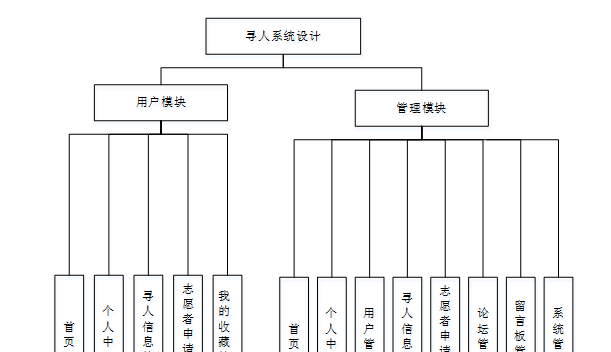 寻人系统设计
用户模块
管理模块
首页
个人中
寻人信息
志愿者申请
我的收藏
首页
个人中
用户管
寻人信息
志愿者申请
论坛管
留言板管
系统管